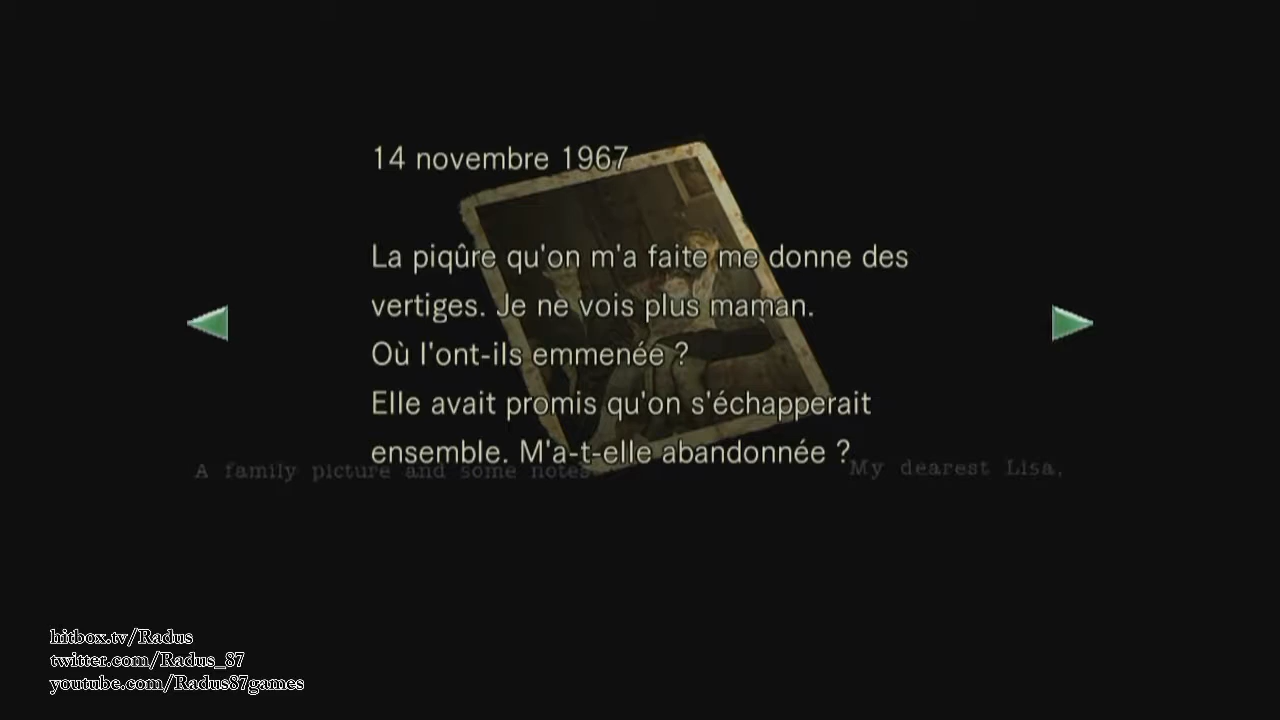 14 novembre 1967
La piqûre qu'on m'a faite me donne des
vertiges. Je ne vois plus maman.
Où l'ont-ils emmenée ?
Elle avait promis qu'on s'échapperait
ensemble. M'a-t-elle abandonnée ?
A family picture and some notes
My dearest Lisa,
hitbox.tv/Radus
twitter.com/Radus_87
youtube.com/Radus87games